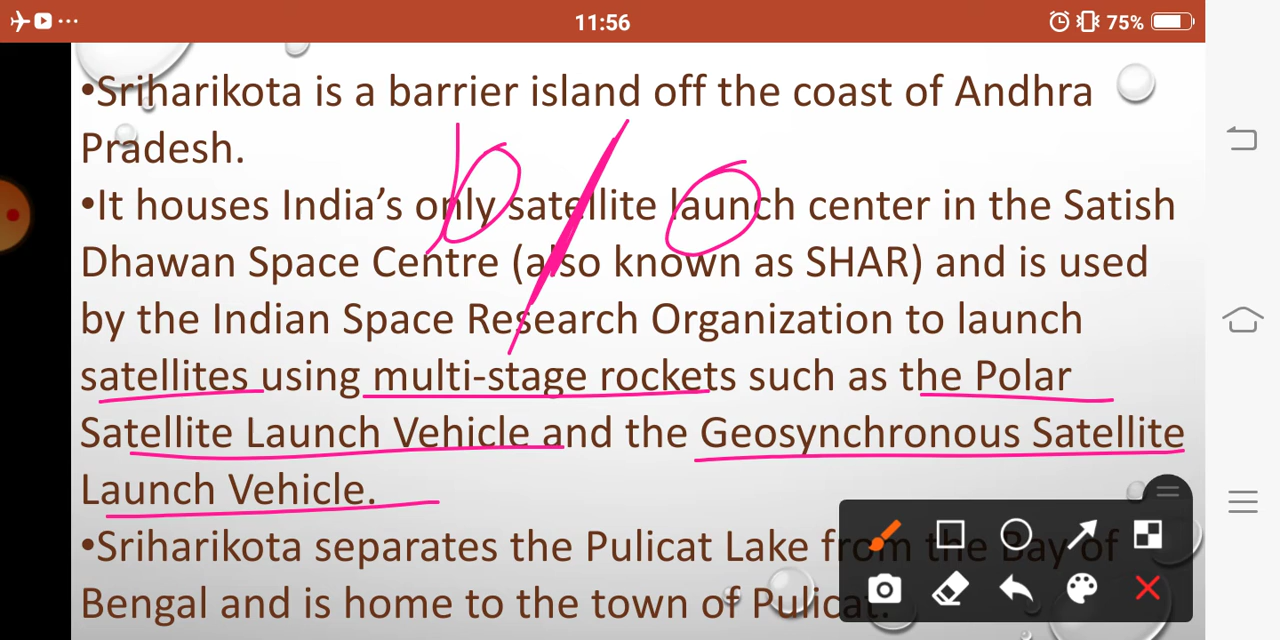 11:56
75%
•Sriharikota is a barrier island off the coast of Andhra
Pradesh.
•It houses India's only satellite launch center in the Satish
Dhawan Space Centre (also known as SHAR) and is used
by the Indian Space Research Organization to launch
satellites using multi-stage rockets such as the Polar
Satellite Launch Vehicle and the Geosynchronous Satellite
Launch Vehicle.
•Sriharikota separates the Pulicat Lake from the Bay of
Bengal and is home to the town of Pulicat.